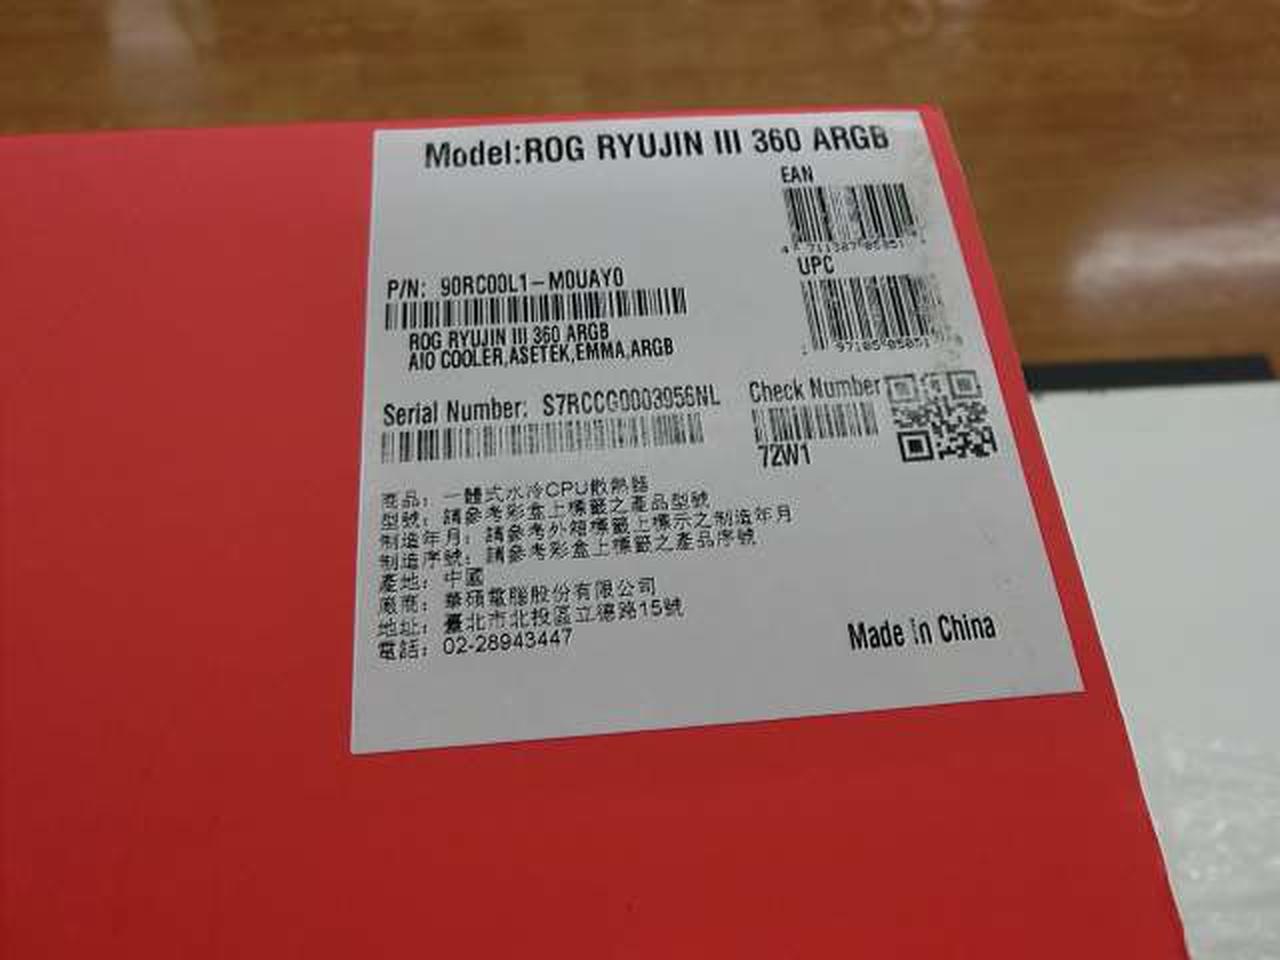 Model:ROG RYUJIN III 360 ARGB
EAN
UPC
P/N: 90RC00L1-M0UAY0
ROG RYUJIN III 360 ARGB
AIO COOLER,ASETEK,EMMA,ARGB
Serial Number: S7RCCG0003956NL
Check Number
72W1
商品：一體式水冷CPU散熱器
型號：請參考彩盒上標籤之產品型號
制造年月：請參考外箱標籤上標示之制造年月
制造序號：請參考彩盒上標籤之產品序號
產地：中國
廠商：華碩電腦股份有限公司
地址：臺北市北投區立德路15號
電話：02-28943447
Made in China